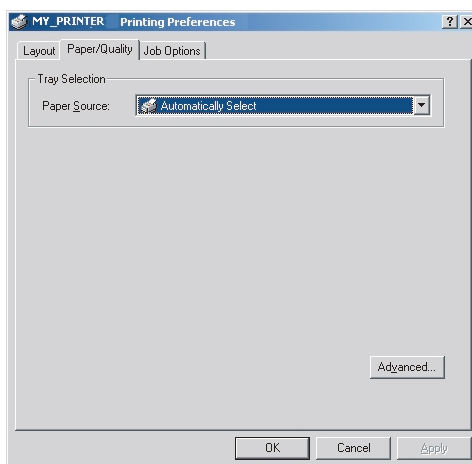 MY_PRINTER Printing Preferences
Layout Paper/Quality Job Options
Tray Selection
Paper Source: Automatically Select
Advanced...
OK Cancel Apply